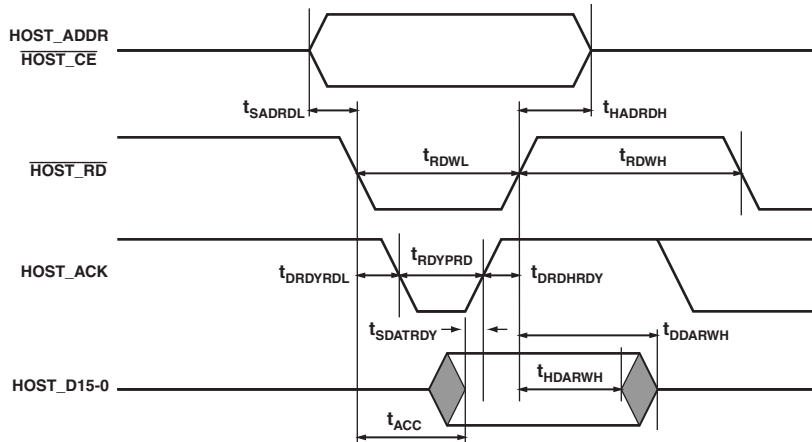 HOST_ADDR
HOST_CE
tSADRDL
tHADRDH
HOST_RD
tRDWL
tRDWH
HOST_ACK
tDRDYRDL
tRDYPRD
tDRDHRDY
tSDATRDY
tDDARWH
HOST_D15-0
tHDARWH
tACC